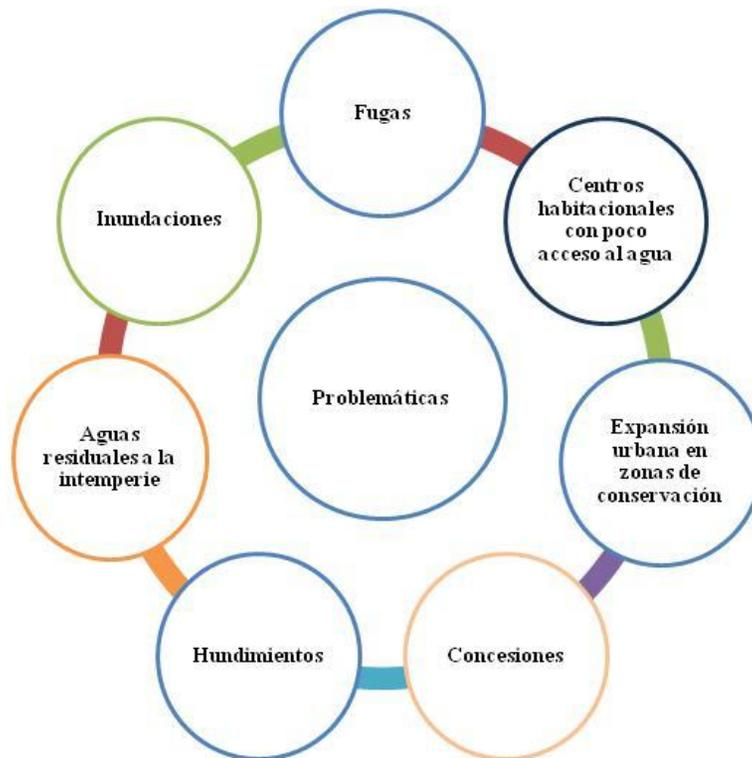 Fugas
Centros
habitacionales
con poco
acceso al agua
Expansión
urbana en
zonas de
conservación
Concesiones
Hundimientos
Aguas
residuales a la
intemperie
Inundaciones
Problemáticas